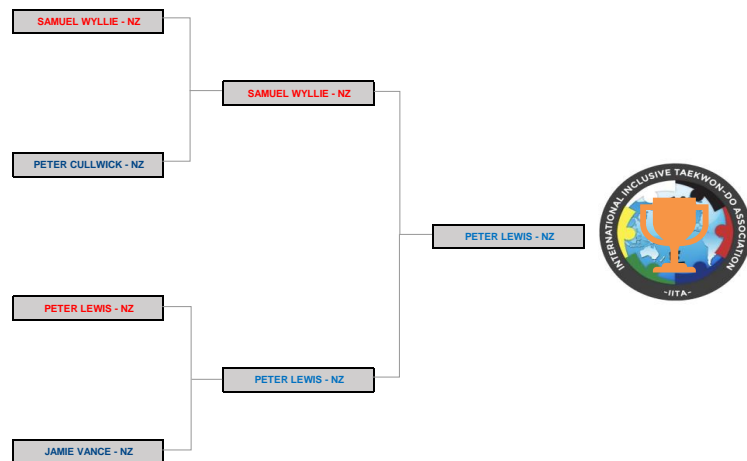 SAMUEL WYLLIE - NZ
SAMUEL WYLLIE - NZ
PETER CULLWICK - NZ
INTERNATIONAL INCLUSIVE TAEKWON-DO ASSOCIATION
-IITA-
PETER LEWIS - NZ
PETER LEWIS - NZ
PETER LEWIS - NZ
JAMIE VANCE - NZ